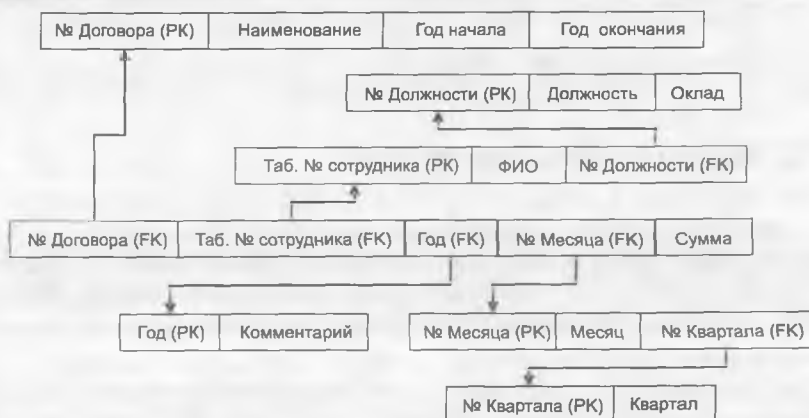 № Договора (PK) Наименование Год начала Год окончания
№ Должности (PK) Должность Оклад
Таб. № сотрудника (PK) ФИО № Должности (FK)
№ Договора (FK) Таб. № сотрудника (FK) Год (FK) № Месяца (FK) Сумма
Год (PK) Комментарий № Месяца (PK) Месяц № Квартала (FK)
№ Квартала (PK) Квартал